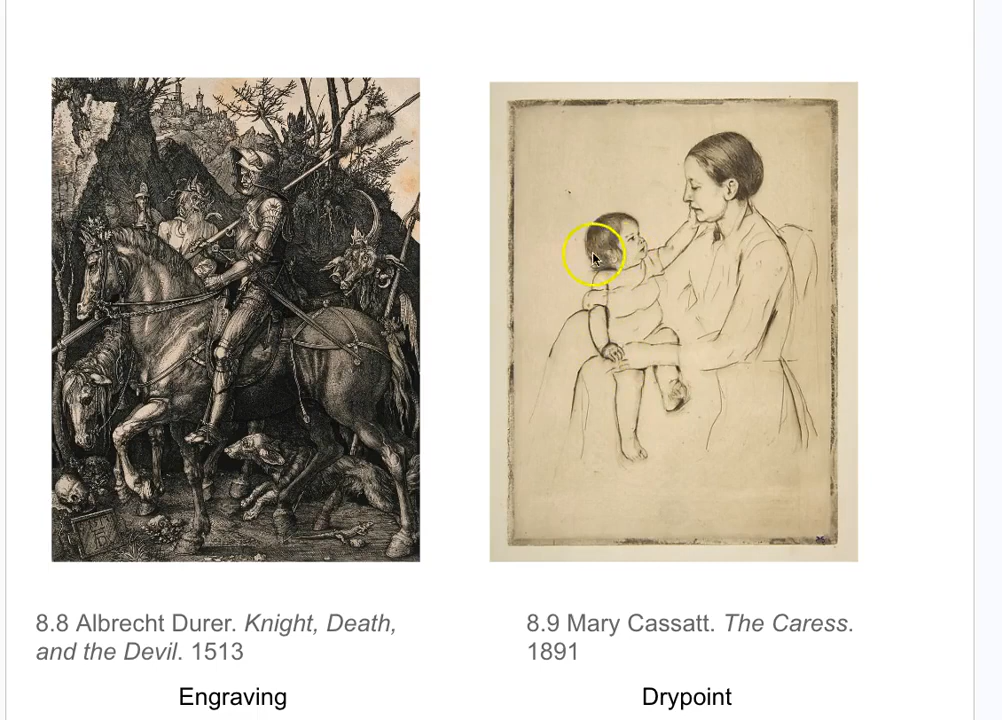 8.8 Albrecht Durer. Knight, Death,
and the Devil. 1513
Engraving
8.9 Mary Cassatt. The Caress.
1891
Drypoint